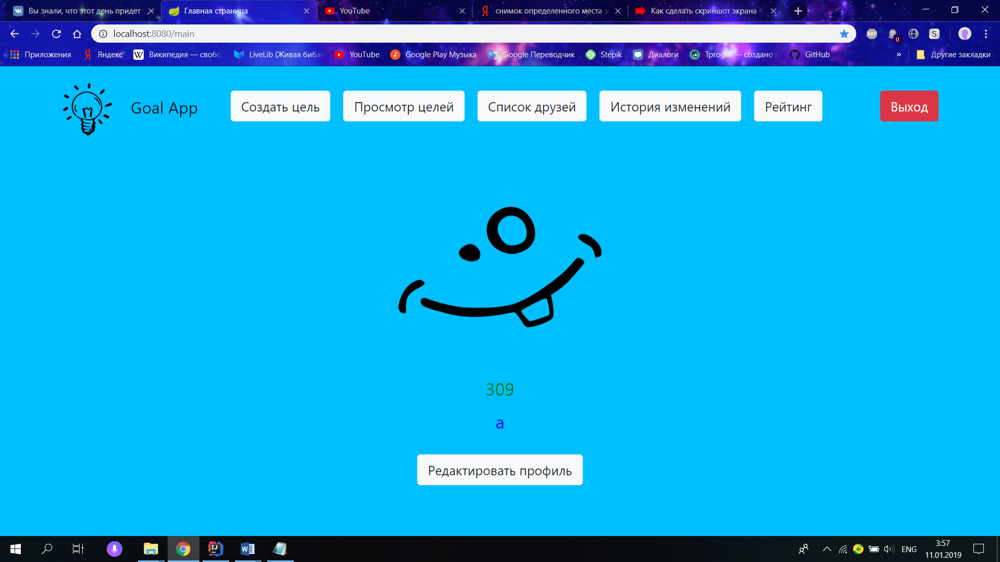 Вы знали, что этот день придет
Главная страница
YouTube
снимок определенного места э
Как сделать скриншот экрана –
localhost:8080/main
ABP
0
S
Приложения
Яндекс
Википедия — свобо
LiveLib (Живая библ
YouTube
Google Play Музыка
Google Переводчик
Stepik
Диалоги
Tproger — создано
GitHub
»
Другие закладки
Goal App
Создать цель
Просмотр целей
Список друзей
История изменений
Рейтинг
Выход
309
a
Редактировать профиль
ENG
3:57
11.01.2019